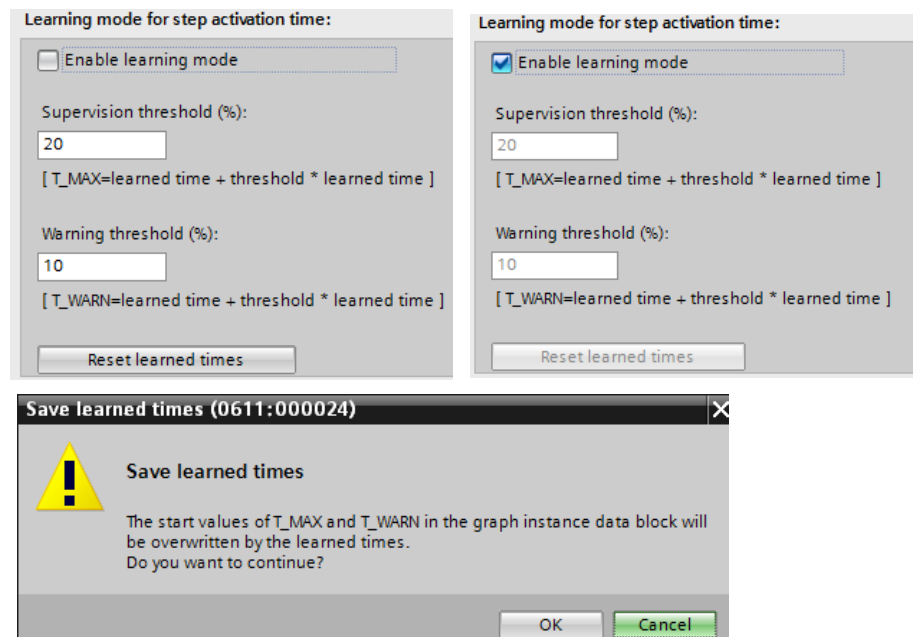 Learning mode for step activation time:
Enable learning mode
Supervision threshold (%):
20
[ T_MAX=learned time + threshold * learned time ]
Warning threshold (%):
10
[ T_WARN=learned time + threshold * learned time ]
Reset learned times
Learning mode for step activation time:
Enable learning mode
Supervision threshold (%):
20
[ T_MAX=learned time + threshold * learned time ]
Warning threshold (%):
10
[ T_WARN=learned time + threshold * learned time ]
Reset learned times
Save learned times (0611:000024)
Save learned times
The start values of T_MAX and T_WARN in the graph instance data block will
be overwritten by the learned times.
Do you want to continue?
OK
Cancel